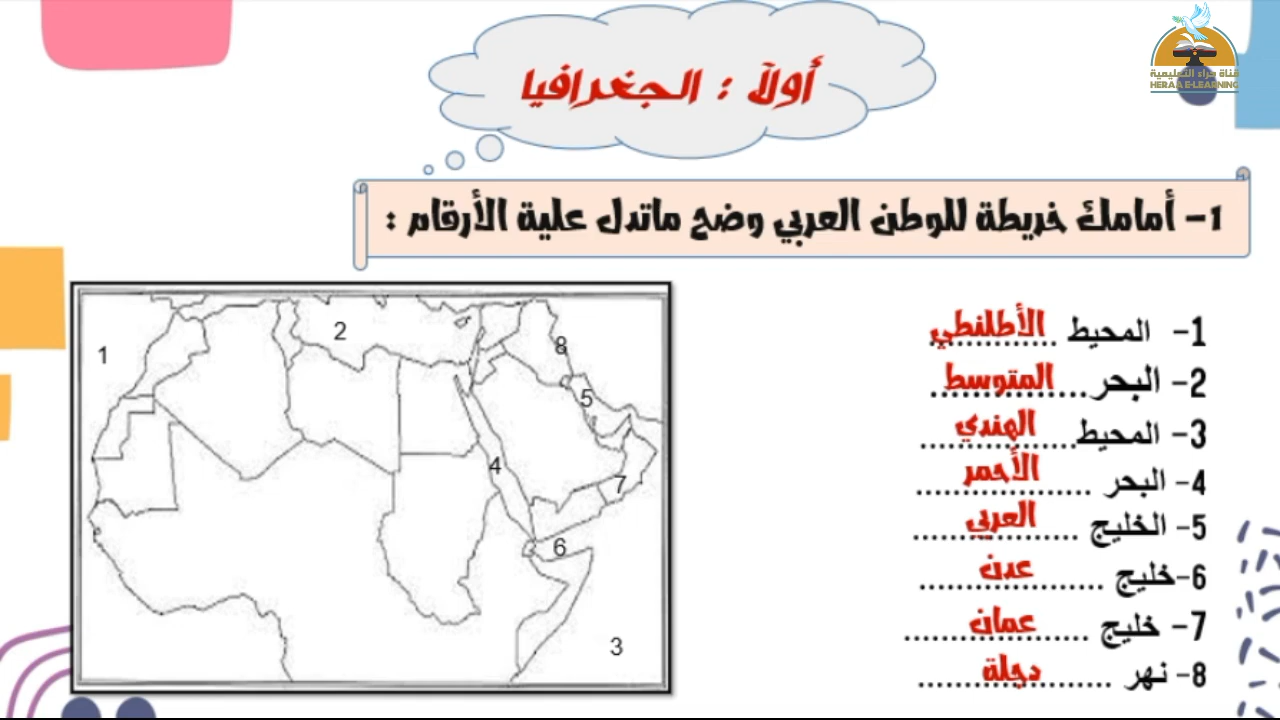 قناة حراء التعليمية
HERAA E-LEARNING
أولاً : الجغرافيا
1- أمامك خريطة للوطن العربي وضح ماتدل علية الأرقام :
1- المحيط الأطلنطي
2- البحر المتوسط
3- المحيط الهندي
4- البحر الأحمر
5- الخليج العربي
6- خليج عدن
7- خليج عمان
8- نهر دجلة
1
2
8
5
4
7
6
3